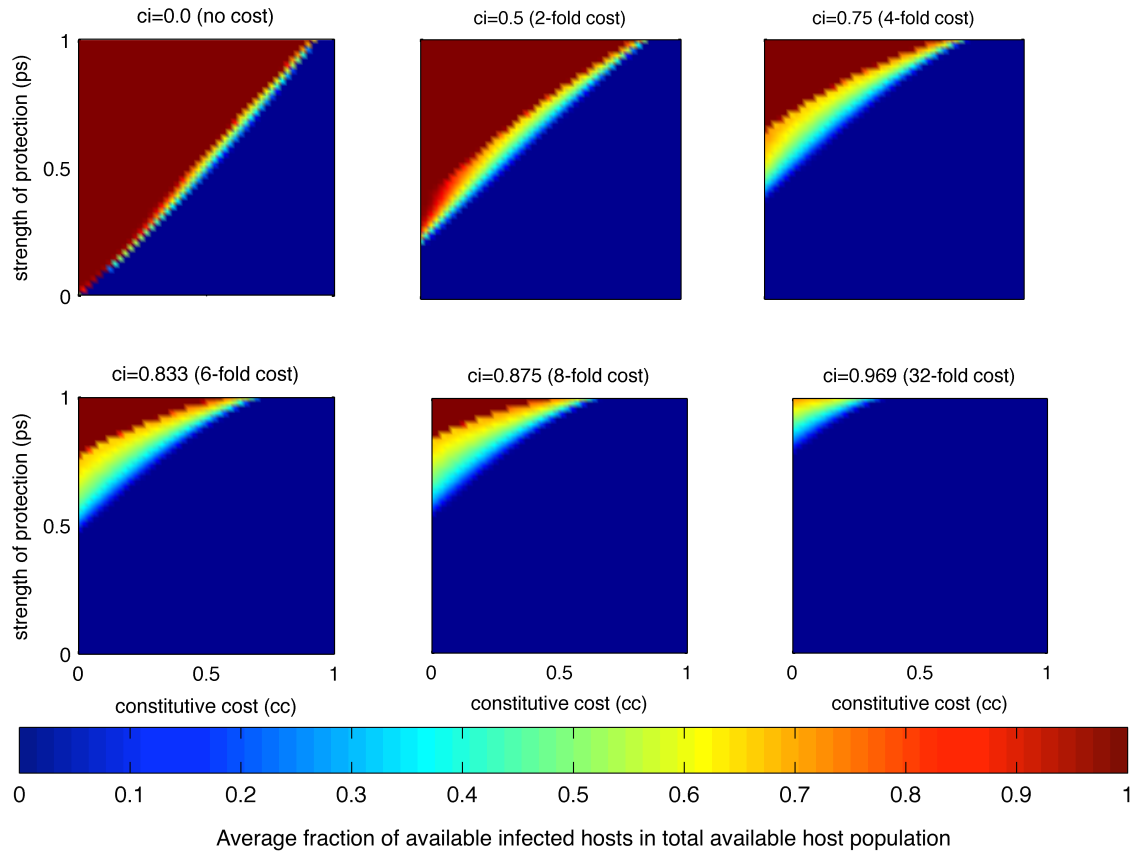 ci=0.0 (no cost)
ci=0.5 (2-fold cost)
ci=0.75 (4-fold cost)
1
0.5
0
strength of protection (ps)
ci=0.833 (6-fold cost)
ci=0.875 (8-fold cost)
ci=0.969 (32-fold cost)
1
0.5
0
strength of protection (ps)
0 0.5 1
0 0.5 1
0 0.5 1
constitutive cost (cc)
constitutive cost (cc)
constitutive cost (cc)
0 0.1 0.2 0.3 0.4 0.5 0.6 0.7 0.8 0.9 1
Average fraction of available infected hosts in total available host population